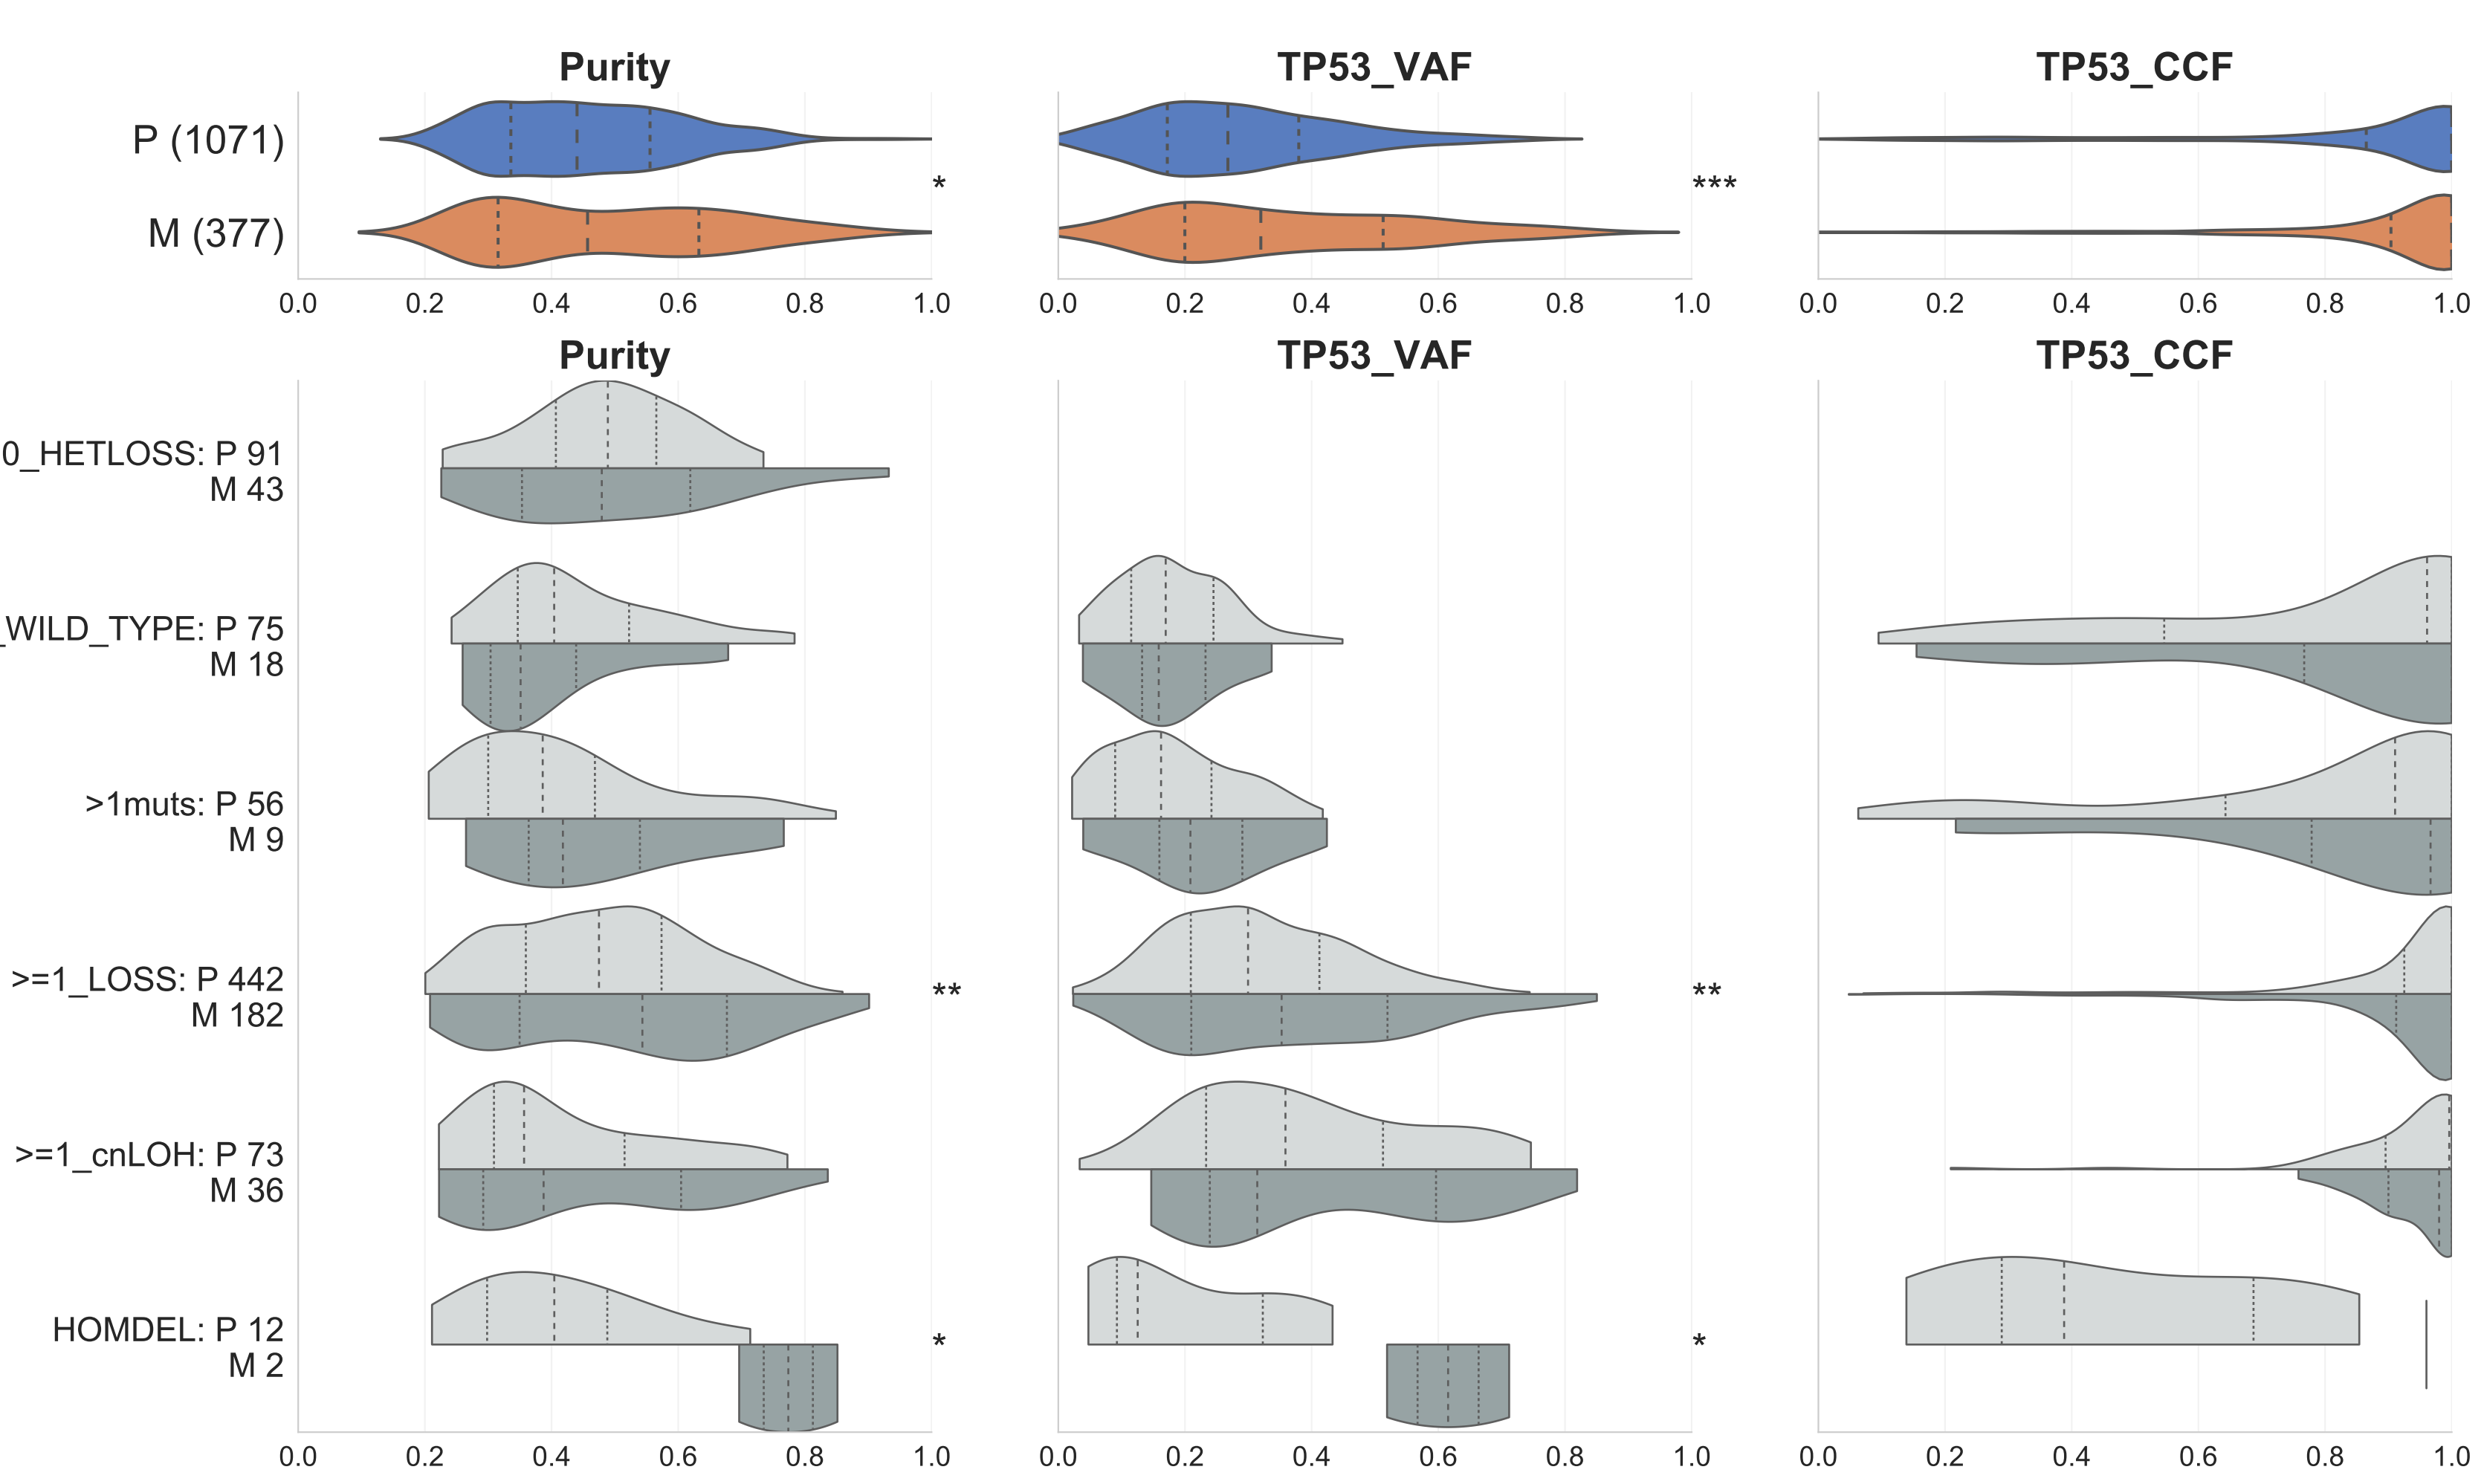 Purity TP53_VAF TP53_CCF
P (1071)
*
***
M (377)
0.0 0.2 0.4 0.6 0.8 1.0 0.0 0.2 0.4 0.6 0.8 1.0 0.0 0.2 0.4 0.6 0.8 1.0
Purity TP53_VAF TP53_CCF
0_HETLOSS: P 91
M 43
_WILD_TYPE: P 75
M 18
>1muts: P 56
M 9
>=1_LOSS: P 442
** **
M 182
>=1_cnLOH: P 73
M 36
HOMDEL: P 12
* *
M 2
0.0 0.2 0.4 0.6 0.8 1.0 0.0 0.2 0.4 0.6 0.8 1.0 0.0 0.2 0.4 0.6 0.8 1.0